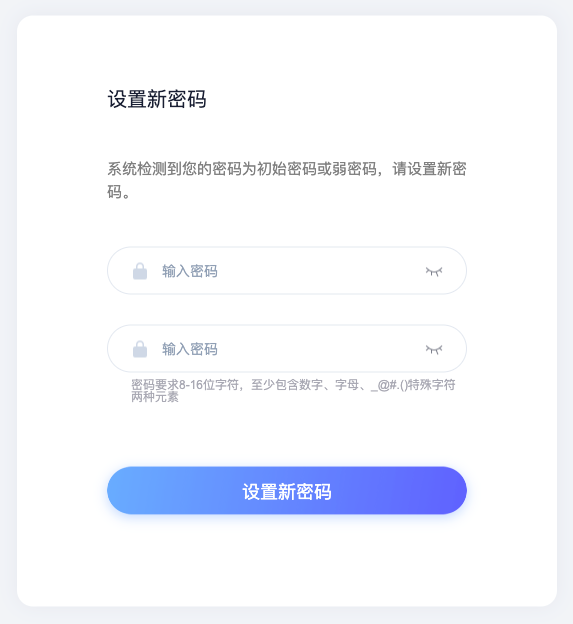 设置新密码
系统检测到您的密码为初始密码或弱密码，请设置新密
码。
输入密码
输入密码
密码要求8-16位字符，至少包含数字、字母、_@#.()特殊字符
两种元素
设置新密码